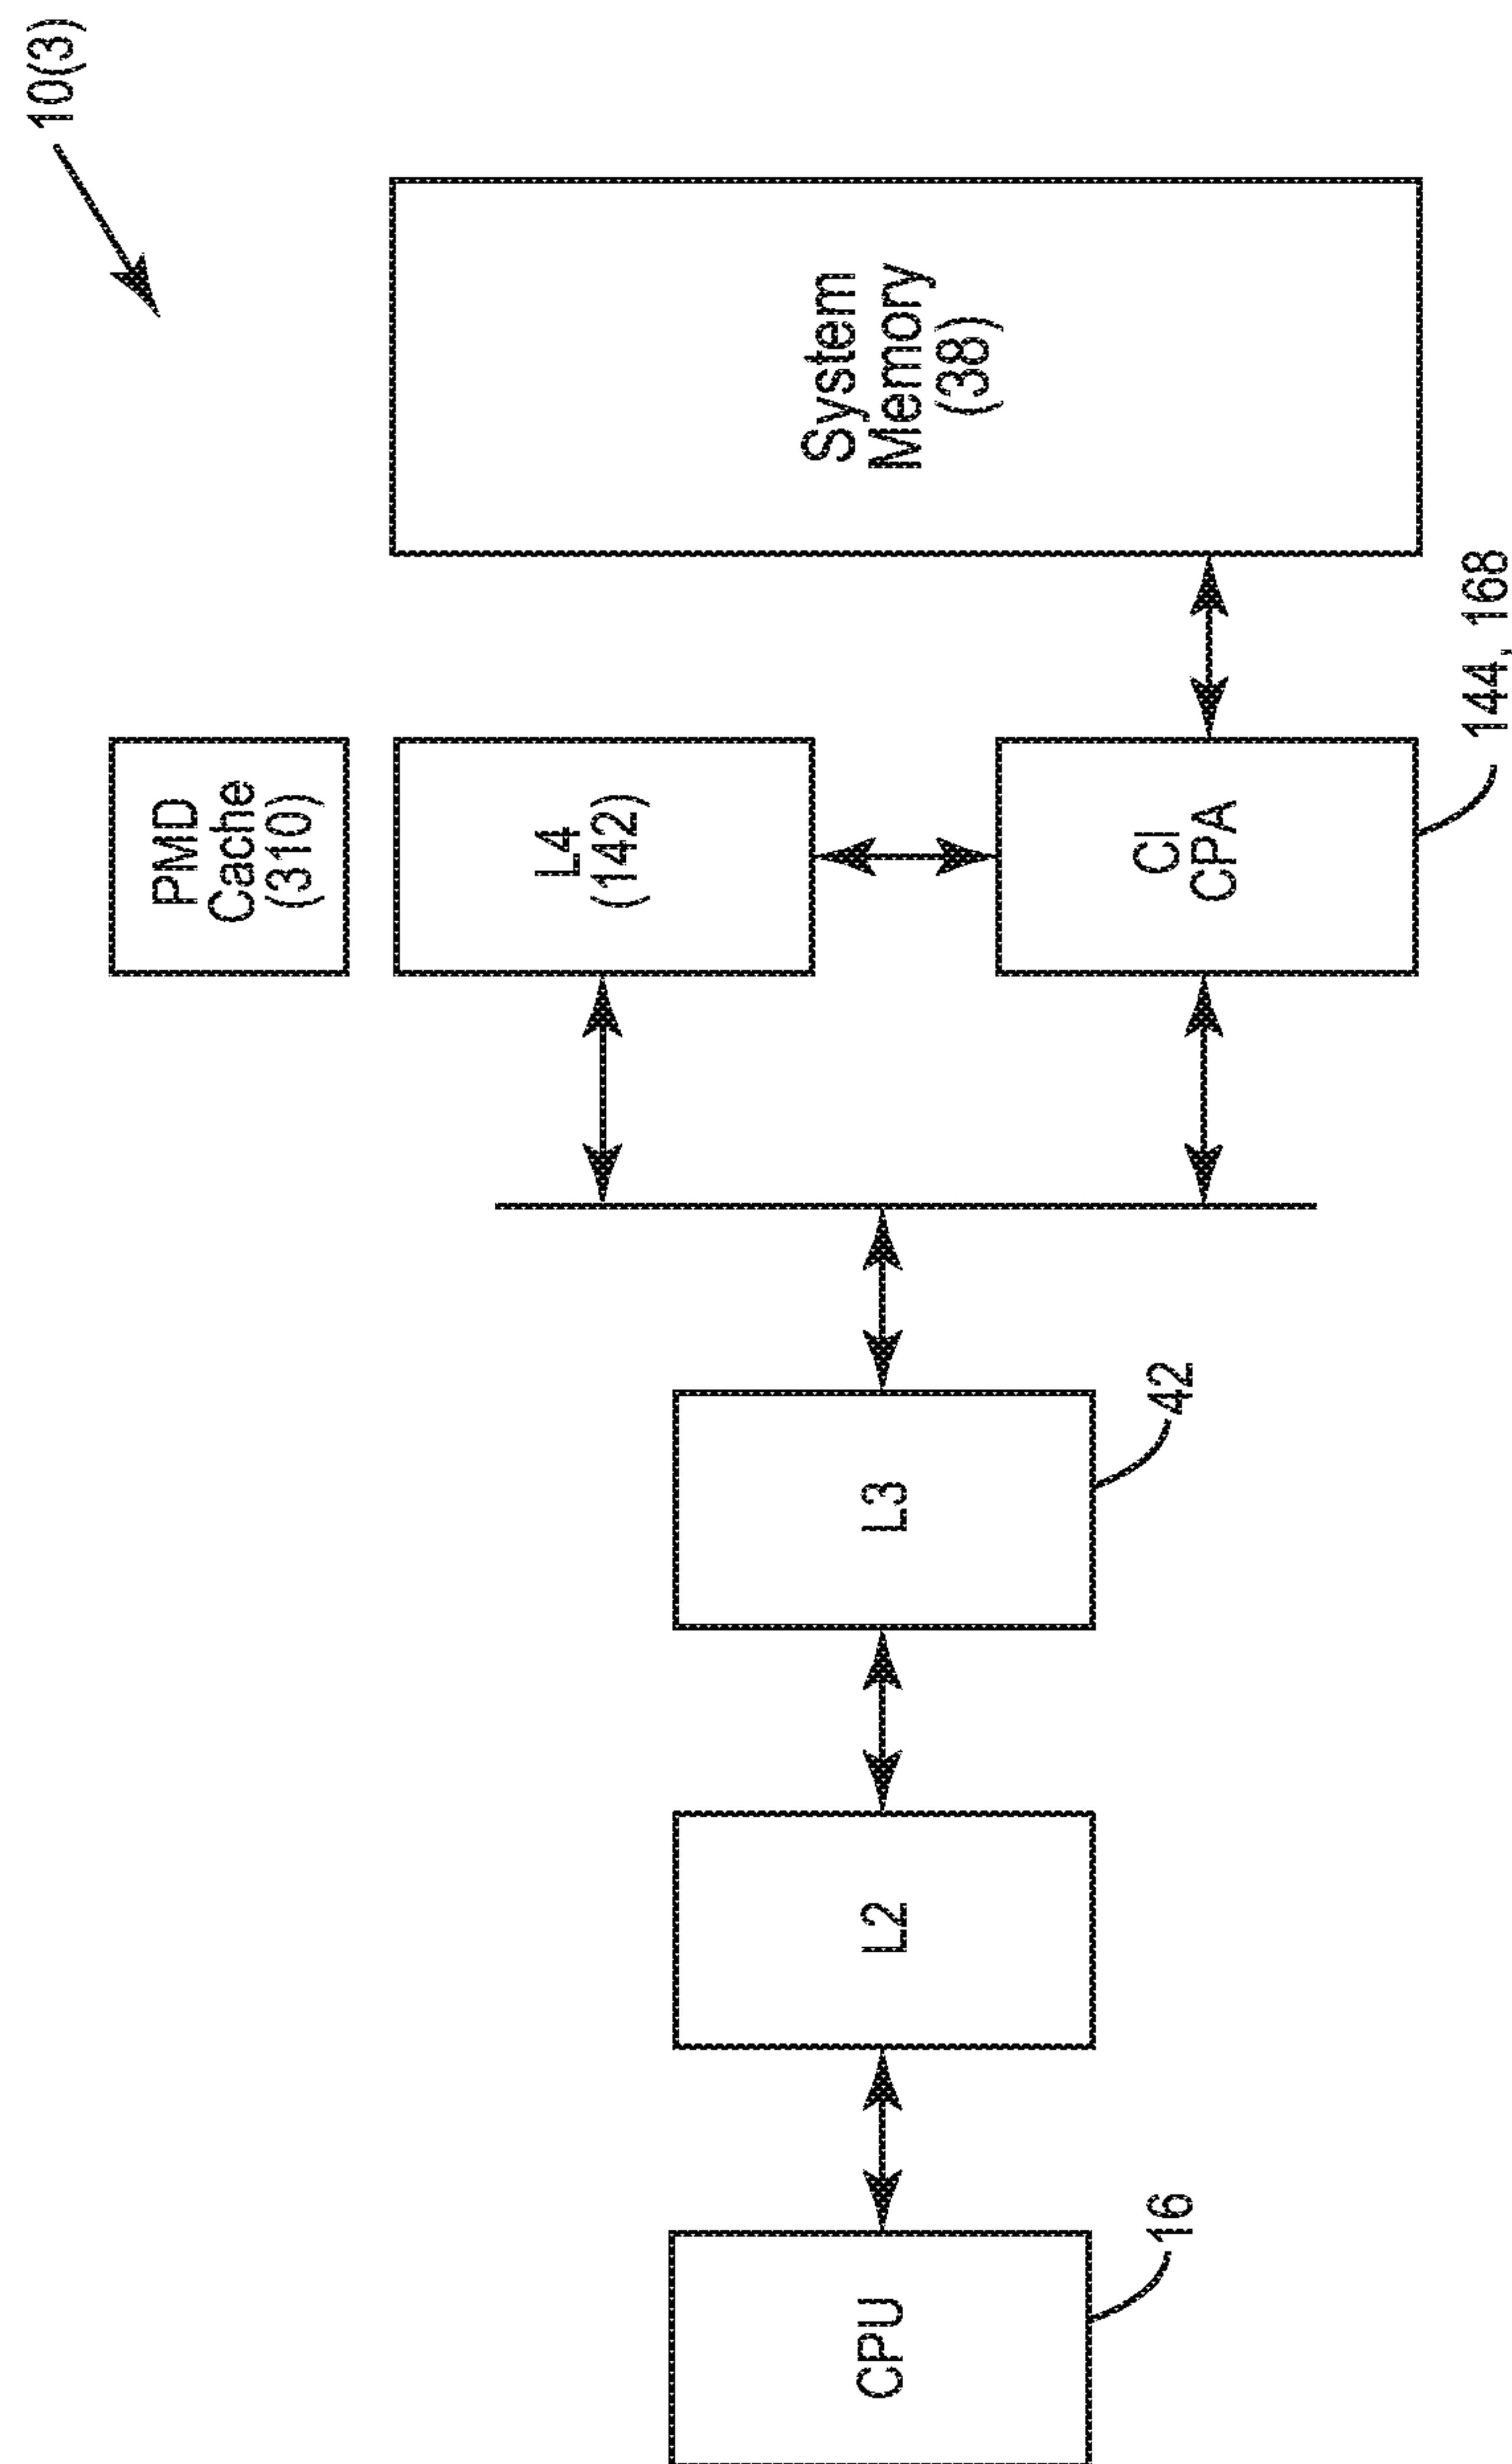 10(3)
PMD
Cache
(310)
System
Memory
(38)
L4
(142)
CPU
L2
L3
CI
CPA
16
42
144, 168